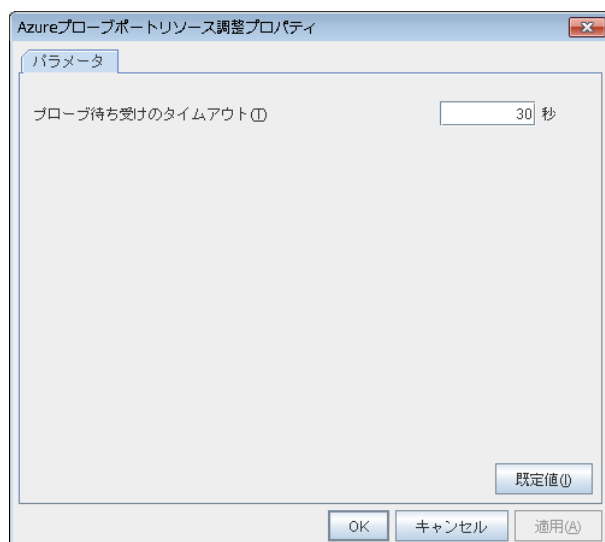 Azureプローブポートリソース調整プロパティ
パラメータ
プローブ待ち受けのタイムアウト(T) 30 秒
既定値(I)
OK キャンセル 適用(A)